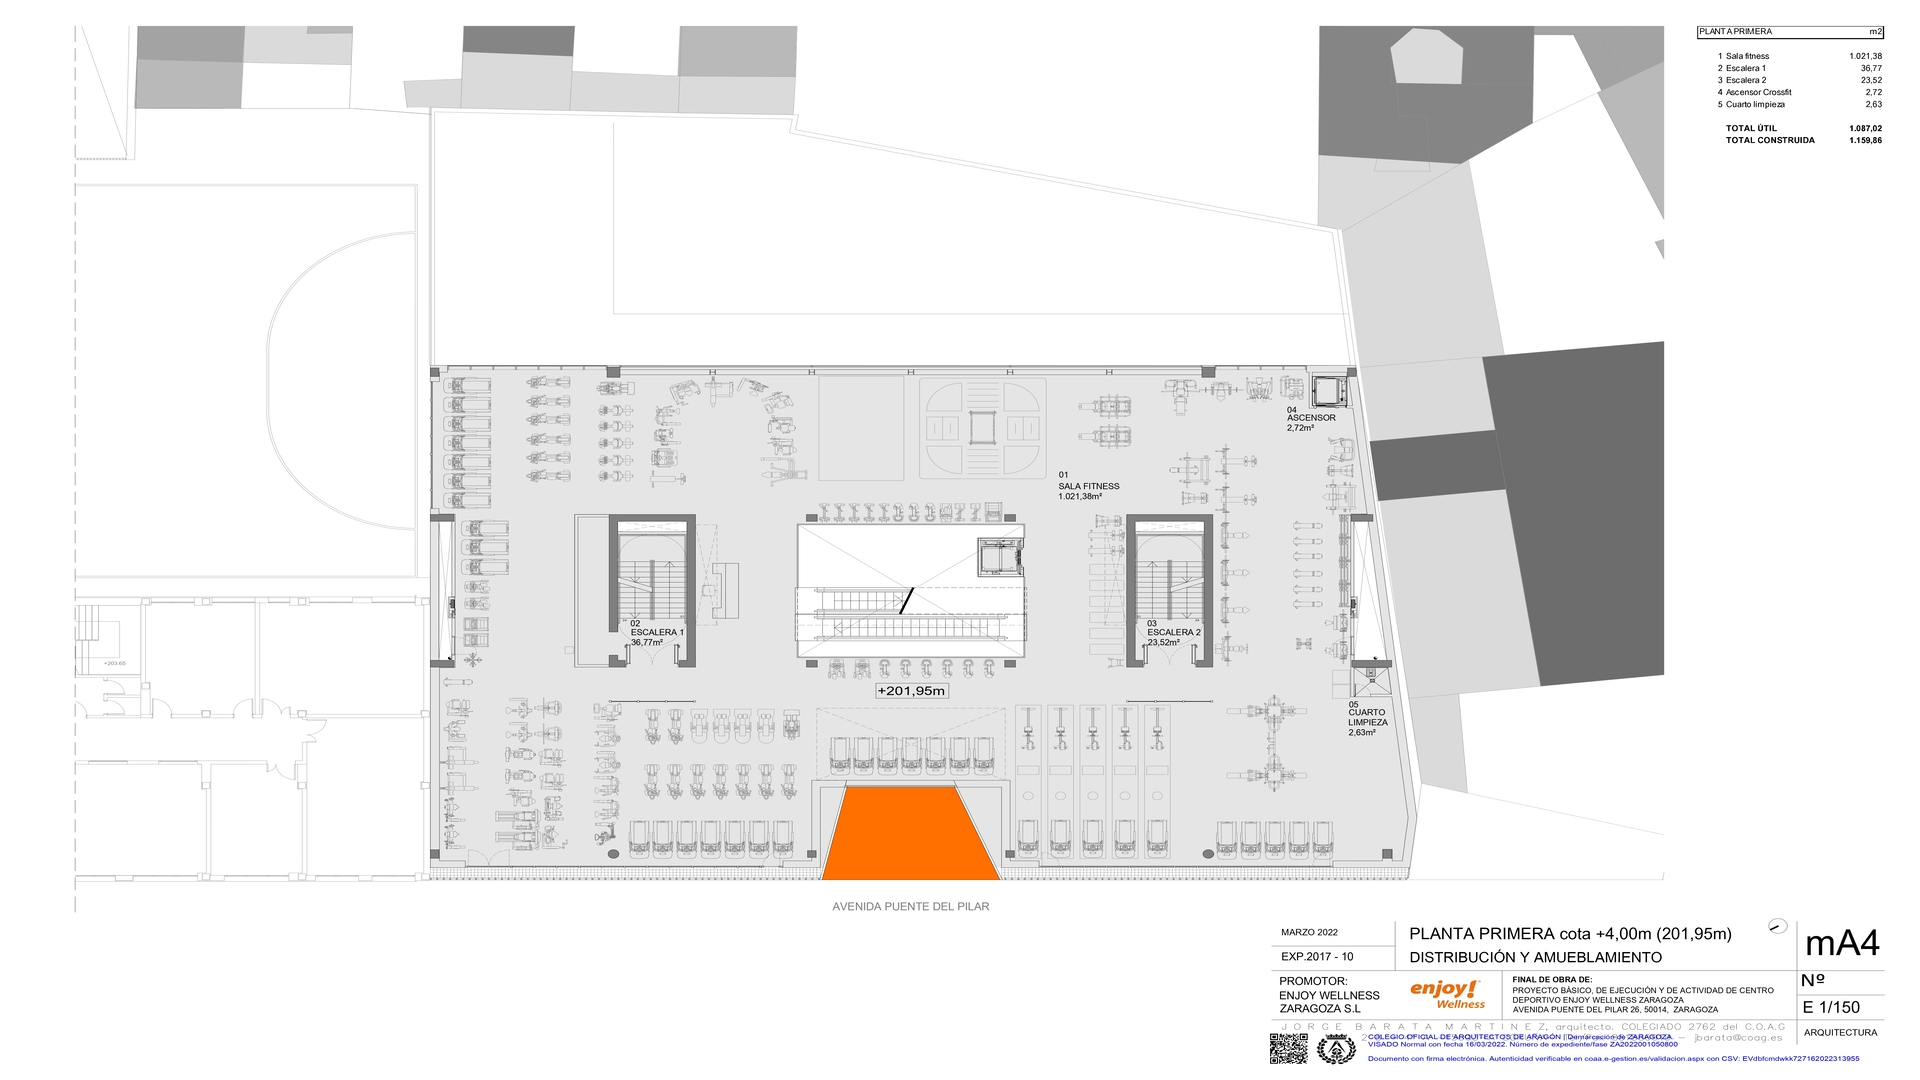 PLANTA PRIMERA m2
1 Sala fitness 1.021,38
2 Escalera 1 36,77
3 Escalera 2 23,52
4 Ascensor Crossfit 2,72
5 Cuarto limpieza 2,63
TOTAL ÚTIL 1.087,02
TOTAL CONSTRUIDA 1.159,86
04
ASCENSOR
2,72m²
01
SALA FITNESS
1.021,38m²
02
ESCALERA 1
36,77m²
03
ESCALERA 2
23,52m²
+203.65
+201,95m
05
CUARTO
LIMPIEZA
2,63m²
AVENIDA PUENTE DEL PILAR
MARZO 2022
EXP.2017 - 10
PLANTA PRIMERA cota +4,00m (201,95m)
DISTRIBUCIÓN Y AMUEBLAMIENTO
mA4
PROMOTOR:
ENJOY WELLNESS
ZARAGOZA S.L
enjoy!
Wellness
FINAL DE OBRA DE:
PROYECTO BÁSICO, DE EJECUCIÓN Y DE ACTIVIDAD DE CENTRO
DEPORTIVO ENJOY WELLNESS ZARAGOZA
AVENIDA PUENTE DEL PILAR 26, 50014, ZARAGOZA
Nº
E 1/150
ARQUITECTURA
JORGE BARATA MARTINEZ, arquitecto. COLEGIADO 2762 del C.O.A.G
jbarata@coag.es
COLEGIO OFICIAL DE ARQUITECTOS DE ARAGÓN | Demarcación de ZARAGOZA.
VISADO Normal con fecha 16/03/2022. Número de expediente/fase ZA2022001050800
Documento con firma electrónica. Autenticidad verificable en coaa.e-gestion.es/validacion.aspx con CSV: EVdbfcmdwkk727162022313955